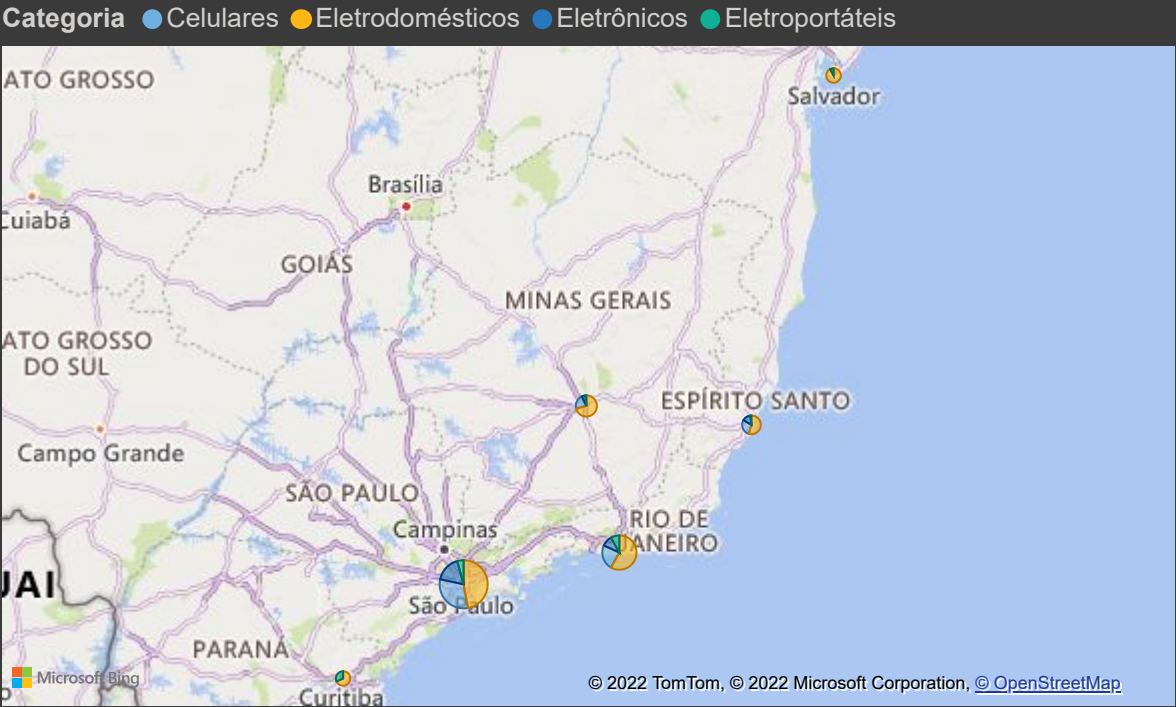 Categoria Celulares Eletrodomésticos Eletrônicos Eletroportáteis
ATO GROSSO
Salvador
Brasília
Cuiabá
GOIÁS
MINAS GERAIS
ATO GROSSO
DO SUL
ESPÍRITO SANTO
Campo Grande
SÃO PAULO
Campinas
RIO DE
JANEIRO
UAI
São Paulo
PARANÁ
Microsoft Bing
© 2022 TomTom, © 2022 Microsoft Corporation, © OpenStreetMap
Curitiba